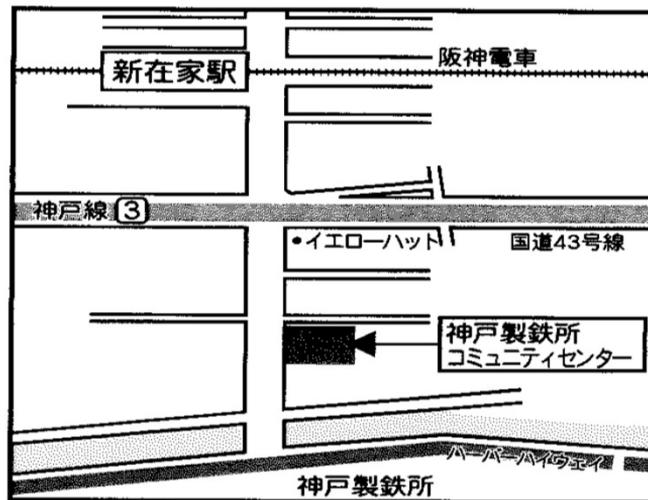 阪神電車
新在家駅
神戸線 3
•イエローハット
国道43号線
神戸製鉄所
コミュニティセンター
ハーバーハイウェイ
神戸製鉄所